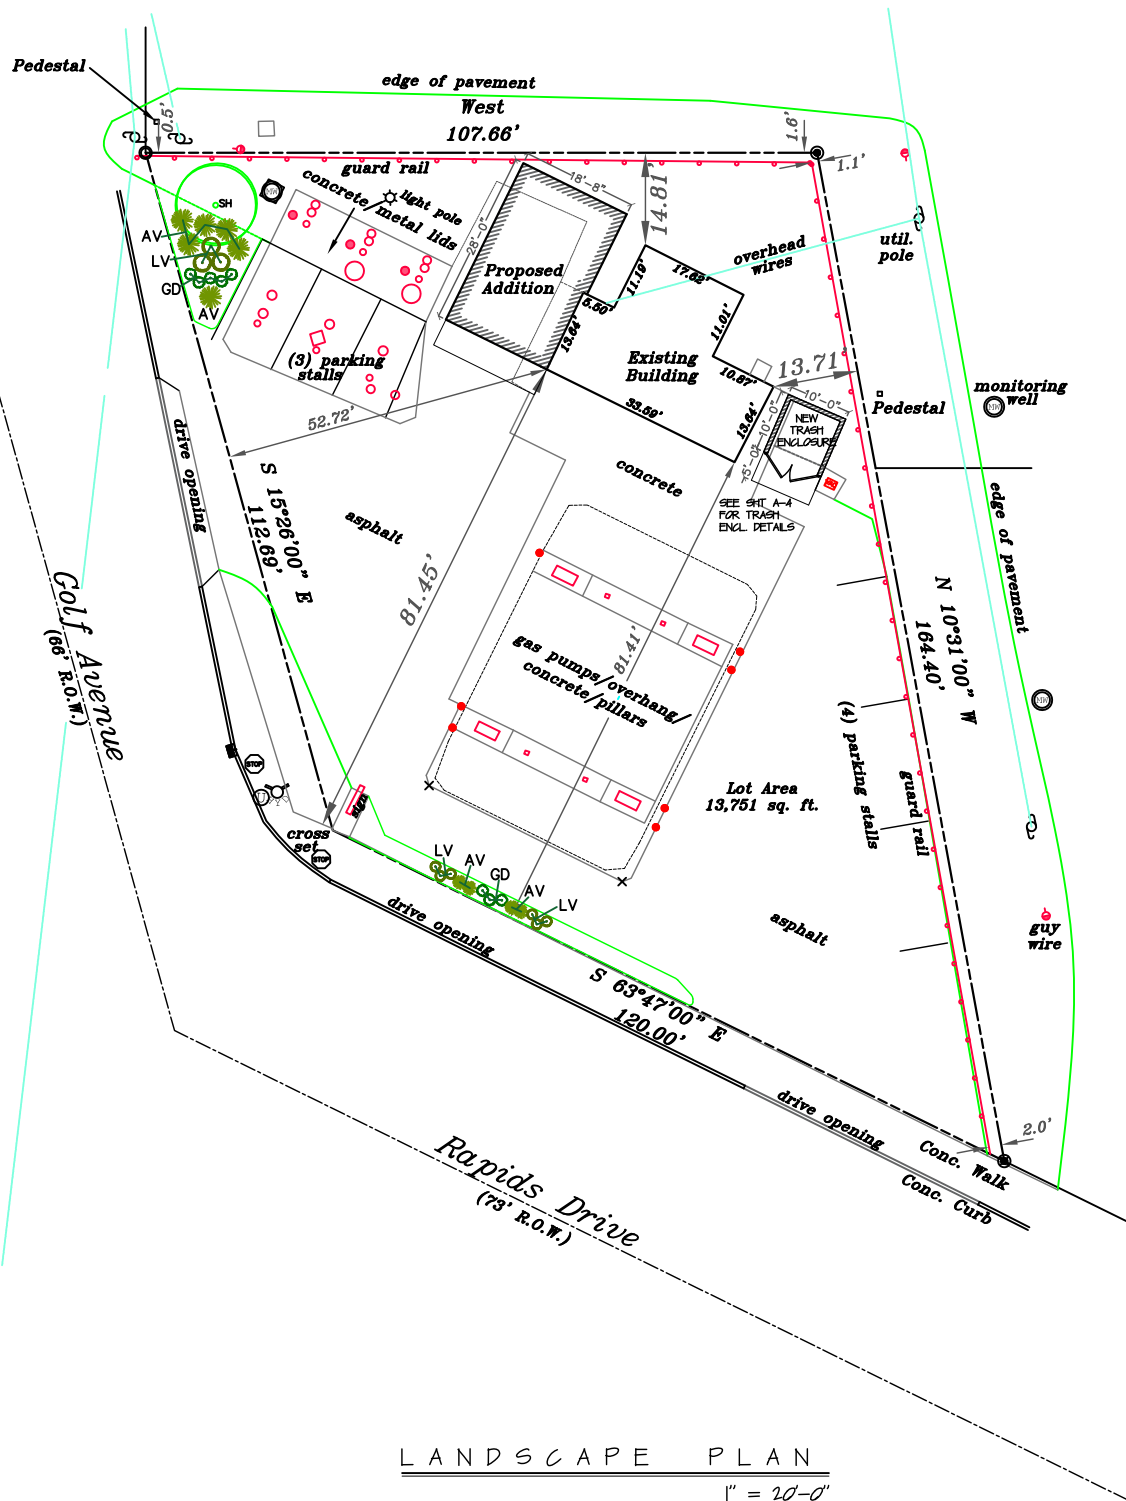 Pedestal
0.5'
edge of pavement
West
107.66'
1.6'
1.1'
guard rail
concrete/metal lids
light pole
MW
SH
AV
LV
GD
AV
18'-8"
28'-0"
14.81'
Proposed
Addition
11.19'
17.62'
5.50'
13.64'
11.01'
overhead
wires
util.
pole
Existing
Building
10.87'
13.71'
33.59'
13.64'
(3) parking
stalls
52.72'
10'-0"
10'-0"
5'-0"
NEW
TRASH
ENCLOSURE
Pedestal
monitoring
well
MW
SEE SHT A-4
FOR TRASH
ENCL. DETAILS
concrete
asphalt
drive opening
S 15°26'00" E
112.69'
81.45'
81.41'
gas pumps/overhang/
concrete/pillars
edge of pavement
N 10°31'00" W
164.40'
MW
Golf Avenue
(66' R.O.W.)
(4) parking stalls
guard rail
Lot Area
13,751 sq. ft.
STOP
sign
cross
set
STOP
LV
AV
GD
AV
LV
drive opening
asphalt
guy
wire
S 63°47'00" E
120.00'
drive opening
2.0'
Conc. Walk
Conc. Curb
Rapids Drive
(73' R.O.W.)
LANDSCAPE PLAN
1" = 20'-0"